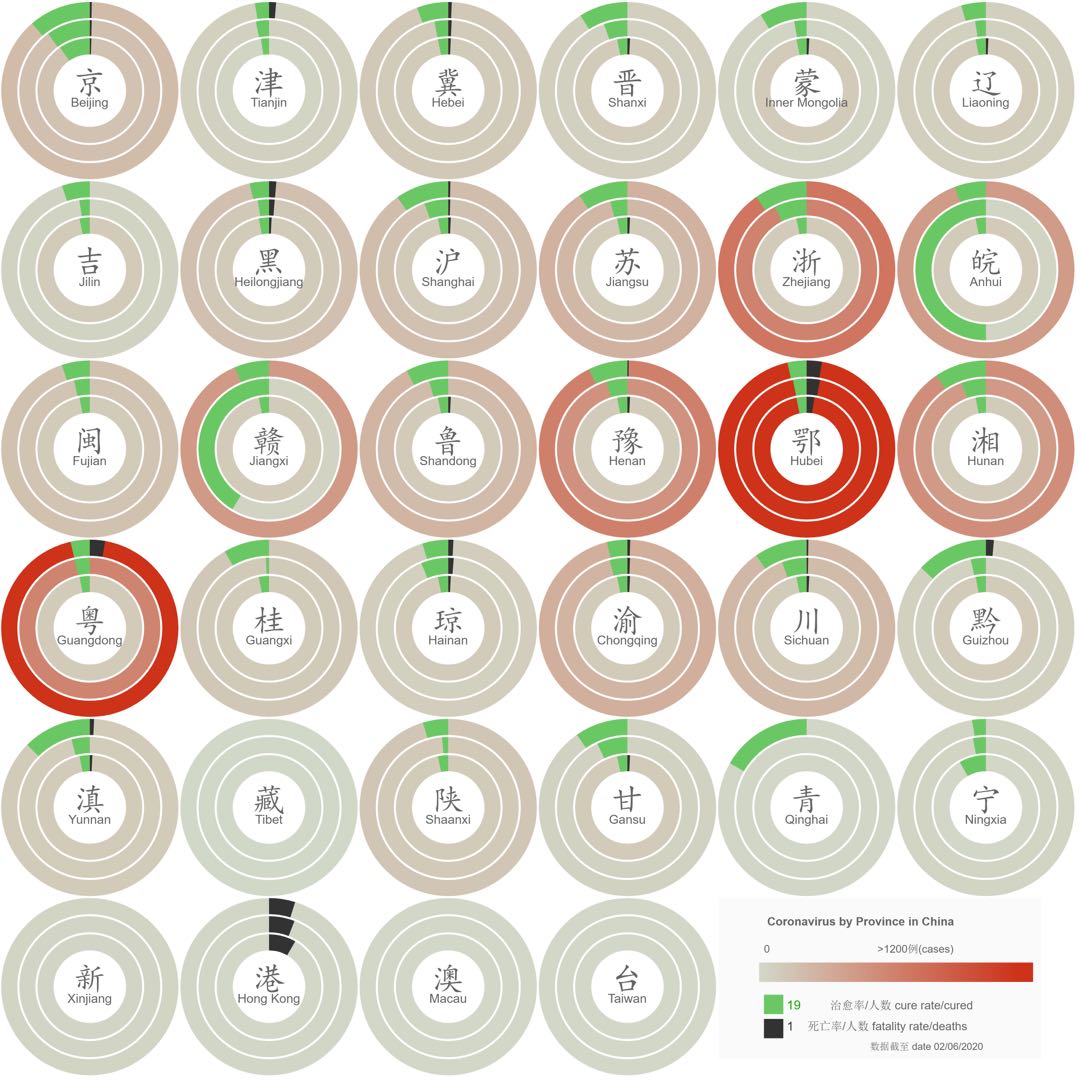 京
Beijing
津
Tianjin
冀
Hebei
晋
Shanxi
蒙
Inner Mongolia
辽
Liaoning
吉
Jilin
黑
Heilongjiang
沪
Shanghai
苏
Jiangsu
浙
Zhejiang
皖
Anhui
闽
Fujian
赣
Jiangxi
鲁
Shandong
豫
Henan
鄂
Hubei
湘
Hunan
粤
Guangdong
桂
Guangxi
琼
Hainan
渝
Chongqing
川
Sichuan
黔
Guizhou
滇
Yunnan
藏
Tibet
陕
Shaanxi
甘
Gansu
青
Qinghai
宁
Ningxia
新
Xinjiang
港
Hong Kong
澳
Macau
台
Taiwan
Coronavirus by Province in China
0 >1200例(cases)
19 治愈率/人数 cure rate/cured
1 死亡率/人数 fatality rate/deaths
数据截至 date 02/06/2020